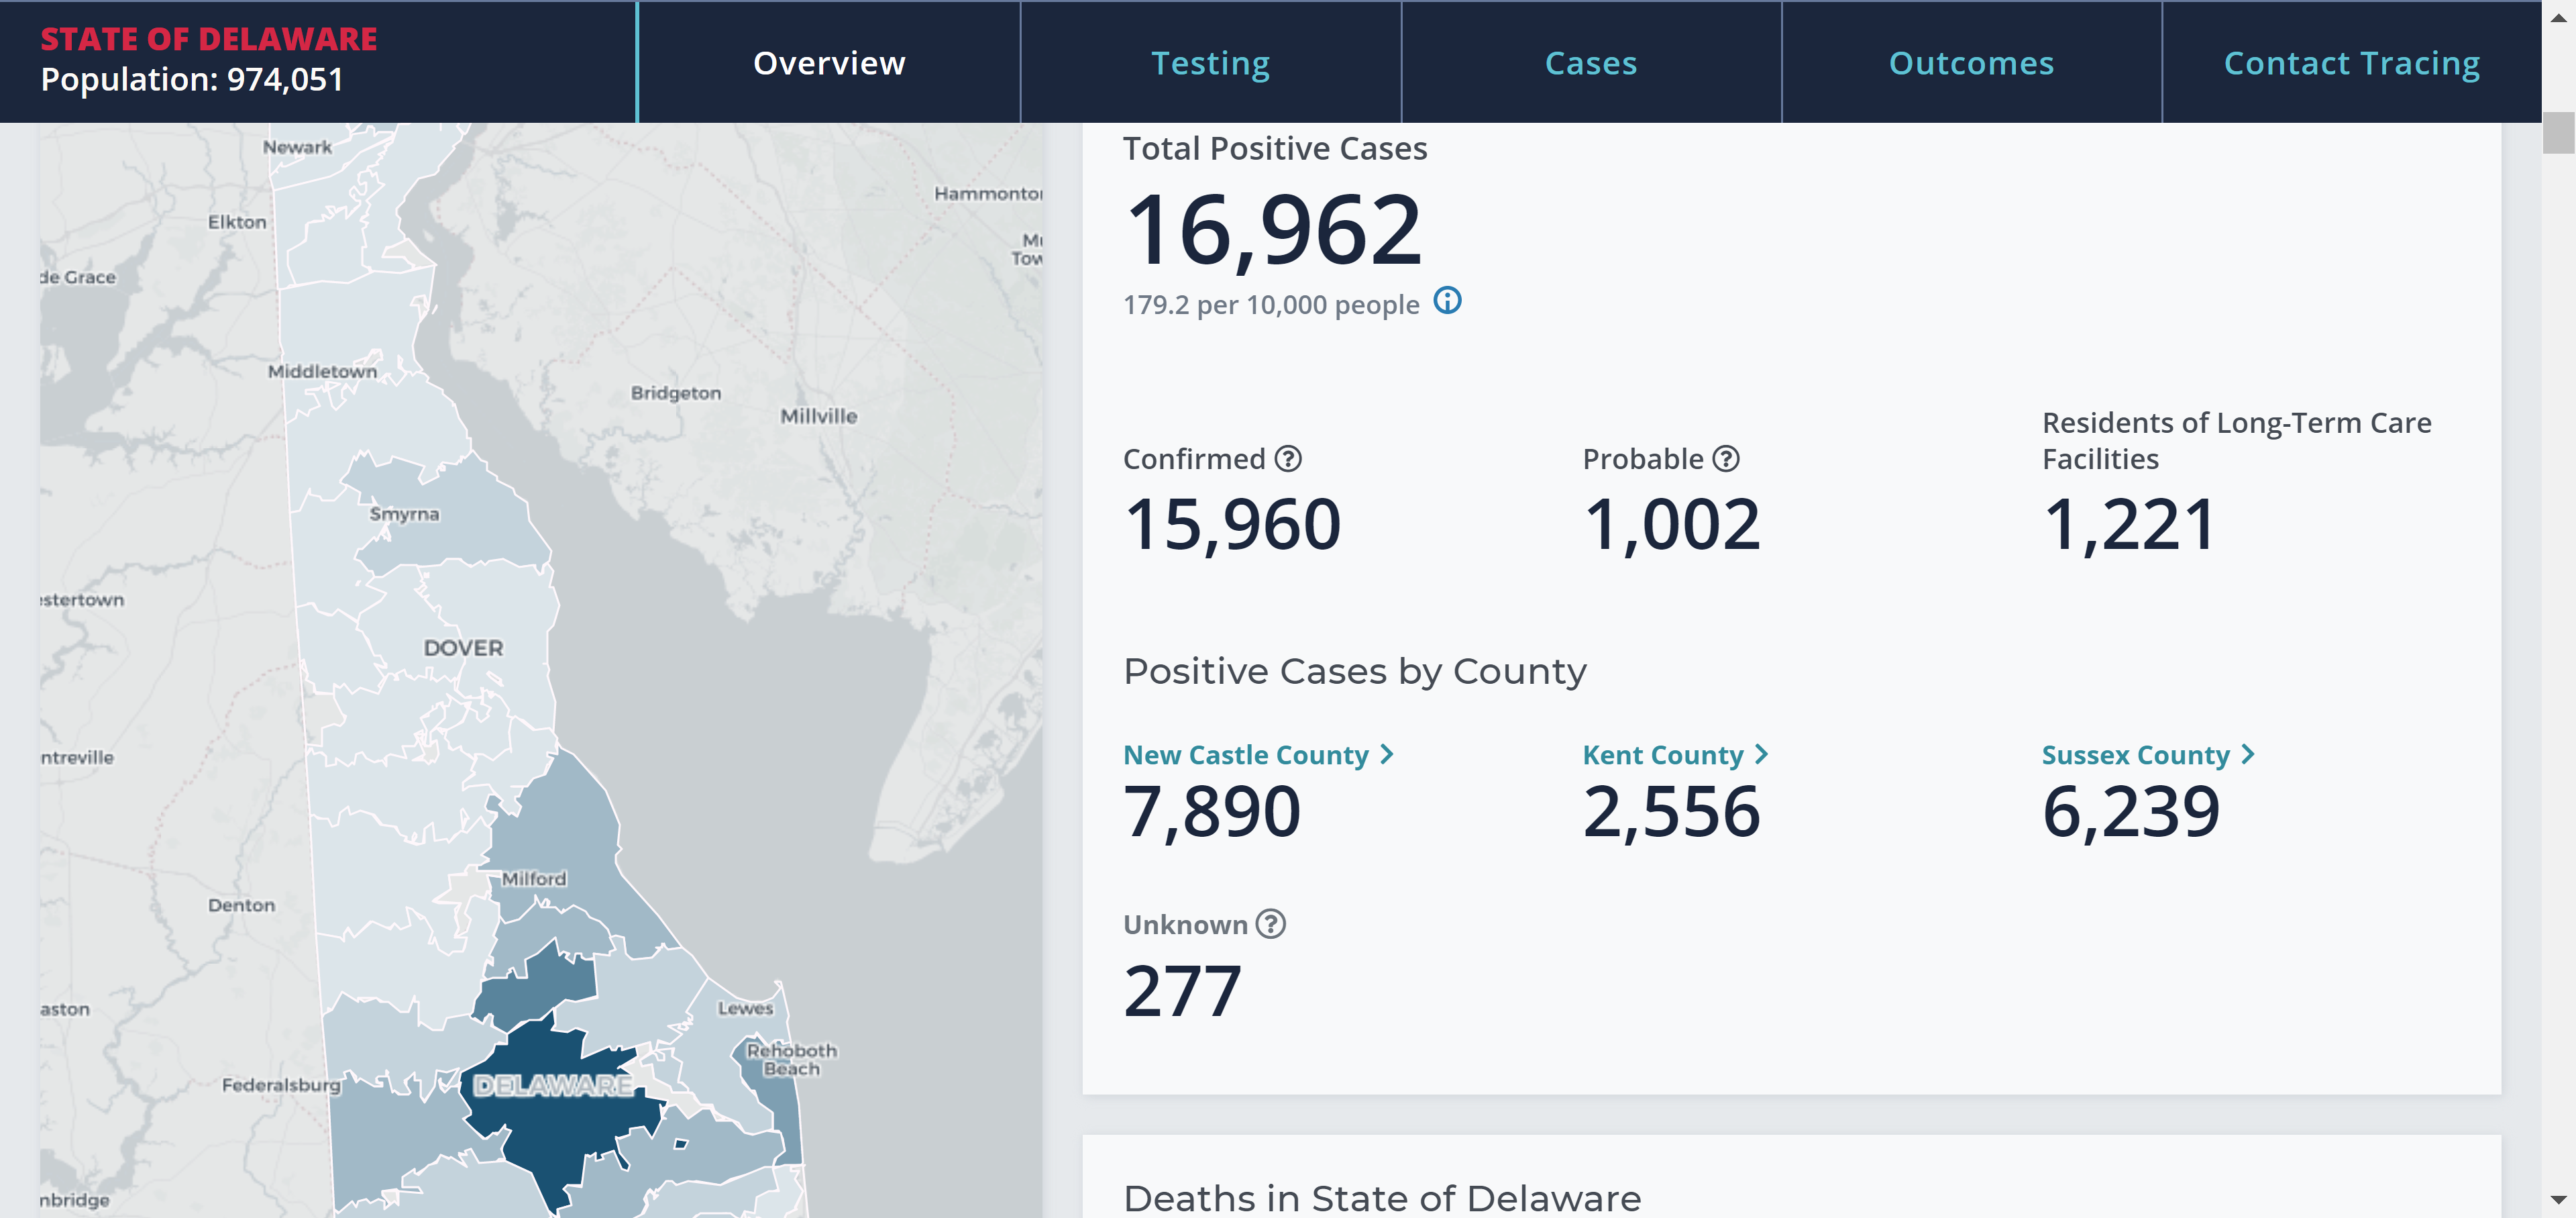 STATE OF DELAWARE
Population: 974,051
Overview
Testing
Cases
Outcomes
Contact Tracing
Newark
Elkton
Hammontor
de Grace
Tow
Middletown
Bridgeton
Millville
Smyrna
estertown
DOVER
ntreville
Milford
Denton
aston
Lewes
Rehoboth
Beach
Federalsburg
DELAWARE
nbridge
Total Positive Cases
16,962
179.2 per 10,000 people
Confirmed
15,960
Probable
1,002
Residents of Long-Term Care
Facilities
1,221
Positive Cases by County
New Castle County
7,890
Kent County
2,556
Sussex County
6,239
Unknown
277
Deaths in State of Delaware